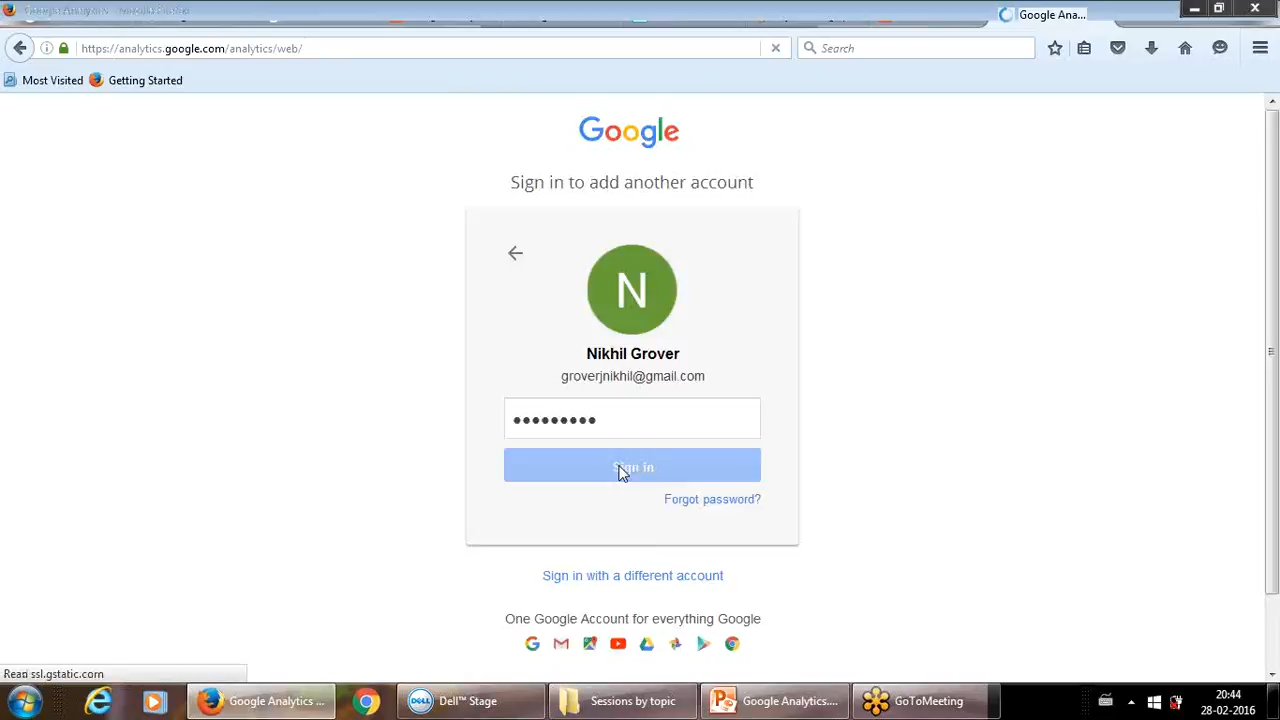 Google Ana...
https://analytics.google.com/analytics/web/
Search
Most Visited
Getting Started
Google
Sign in to add another account
N
Nikhil Grover
groverjnikhil@gmail.com
Sign in
Forgot password?
Sign in with a different account
One Google Account for everything Google
Read ssl.gstatic.com
Google Analytics ...
DELL
Dell™ Stage
Sessions by topic
Google Analytics....
GoToMeeting
20:44
28-02-2016